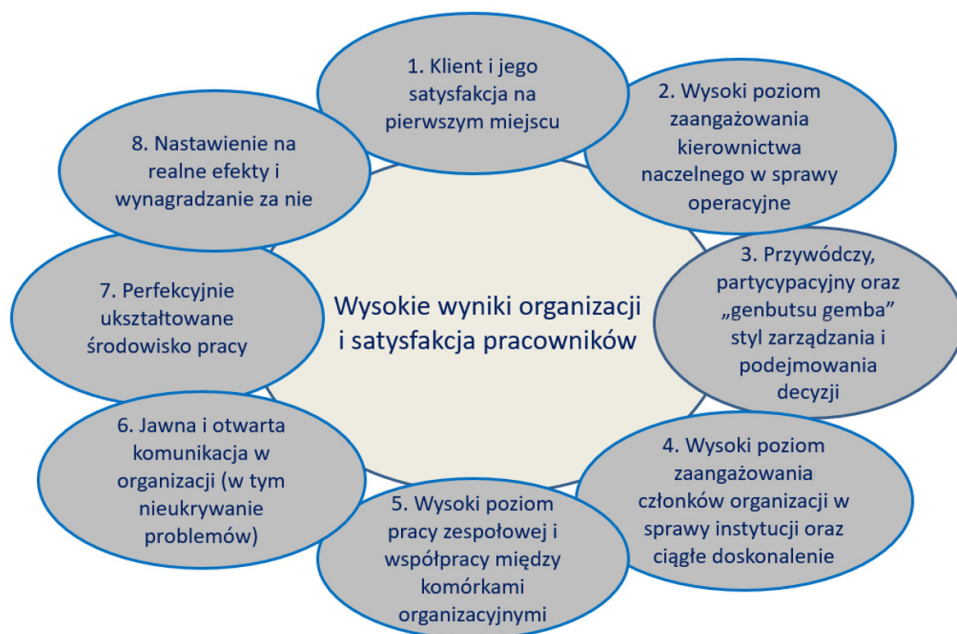 1. Klient i jego
satysfakcja na
pierwszym miejscu
2. Wysoki poziom
zaangażowania
kierownictwa
naczelnego w sprawy
operacyjne
3. Przywódczy,
partycypacyjny oraz
„genbutsu gemba”
styl zarządzania i
podejmowania
decyzji
4. Wysoki poziom
zaangażowania
członków organizacji w
sprawy instytucji oraz
ciągłe doskonalenie
5. Wysoki poziom
pracy zespołowej i
współpracy między
komórkami
organizacyjnymi
6. Jawna i otwarta
komunikacja w
organizacji (w tym
nieukrywanie
problemów)
7. Perfekcyjnie
ukształtowane
środowisko pracy
8. Nastawienie na
realne efekty i
wynagradzanie za nie
Wysokie wyniki organizacji
i satysfakcja pracowników